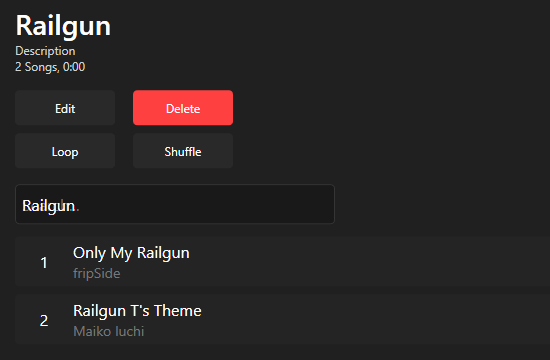 Railgun
Description
2 Songs, 0:00
Edit
Delete
Loop
Shuffle
Railgun
1
Only My Railgun
fripSide
2
Railgun T's Theme
Maiko Iuchi